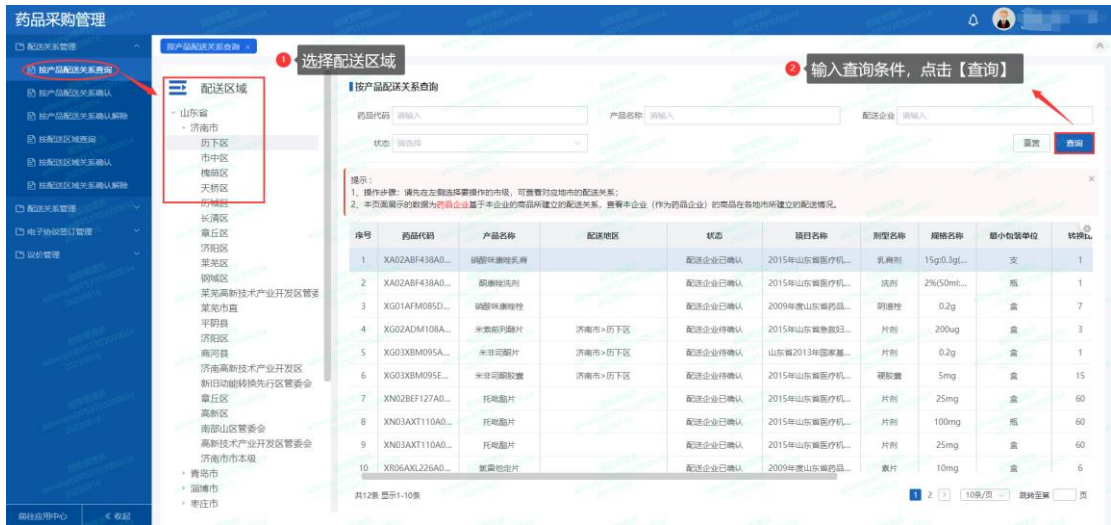 药品采购管理
配送关系管理
按产品配送关系查询
按产品配送关系确认
按产品配送关系确认解除
按配送区域查询
按配送区域关系确认
按配送区域关系确认解除
配送关系管理
电子协议签订管理
议价管理
前往应用中心 收起
按产品配送关系查询 ×
1 选择配送区域
2 输入查询条件，点击【查询】
配送区域
山东省
济南市
历下区
市中区
槐荫区
天桥区
历城区
长清区
章丘区
济阳区
莱芜区
钢城区
莱芜高新技术产业开发区管委
莱芜市直
平阴县
济阳区
商河县
济南高新技术产业开发区
新旧动能转换先行区管委会
章丘区
高新区
南部山区管委会
高新技术产业开发区管委会
济南市市本级
青岛市
淄博市
枣庄市
按产品配送关系查询
药品代码 请输入 产品名称 请输入 配送企业 请输入
状态 请选择 重置 查询
提示：
1、操作步骤：请先在左侧选择要操作的市级，可查看对应地市的配送关系；
2、本页面展示的数据为药品企业基于本企业的商品所建立的配送关系，查看本企业（作为药品企业）的商品在各地市所建立的配送情况。
序号 药品代码 产品名称 配送地区 状态 项目名称 剂型名称 规格名称 最小包装单位 转换比
1 XA02ABF438A0... 硝酸咪康唑乳膏 配送企业已确认 2015年山东省医疗机... 乳膏剂 15g:0.3g(... 支 1
2 XA02ABF438A0... 酮康唑洗剂 配送企业已确认 2015年山东省医疗机... 洗剂 2%(50ml:... 瓶 1
3 XG01AFM085D... 硝酸咪康唑栓 配送企业已确认 2009年度山东省药品... 阴道栓 0.2g 盒 7
4 XG02ADM108A... 米索前列醇片 济南市>历下区 配送企业待确认 2015年山东省急救妇... 片剂 200ug 盒 3
5 XG03XBM095A... 米非司酮片 济南市>历下区 配送企业待确认 山东省2013年国家基... 片剂 0.2g 盒 1
6 XG03XBM095E... 米非司酮胶囊 济南市>历下区 配送企业待确认 2015年山东省医疗机... 硬胶囊 5mg 盒 15
7 XN02BEF127A0... 托吡酯片 配送企业已确认 2015年山东省医疗机... 片剂 25mg 盒 60
8 XN03AXT110A0... 托吡酯片 配送企业已确认 2015年山东省医疗机... 片剂 100mg 瓶 60
9 XN03AXT110A0... 托吡酯片 配送企业已确认 2015年山东省医疗机... 片剂 25mg 盒 60
10 XR06AXL226A0... 氯雷他定片 配送企业已确认 2009年度山东省药品... 素片 10mg 盒 6
共12条 显示1-10条 1 2 > 10条/页 跳转至第 页